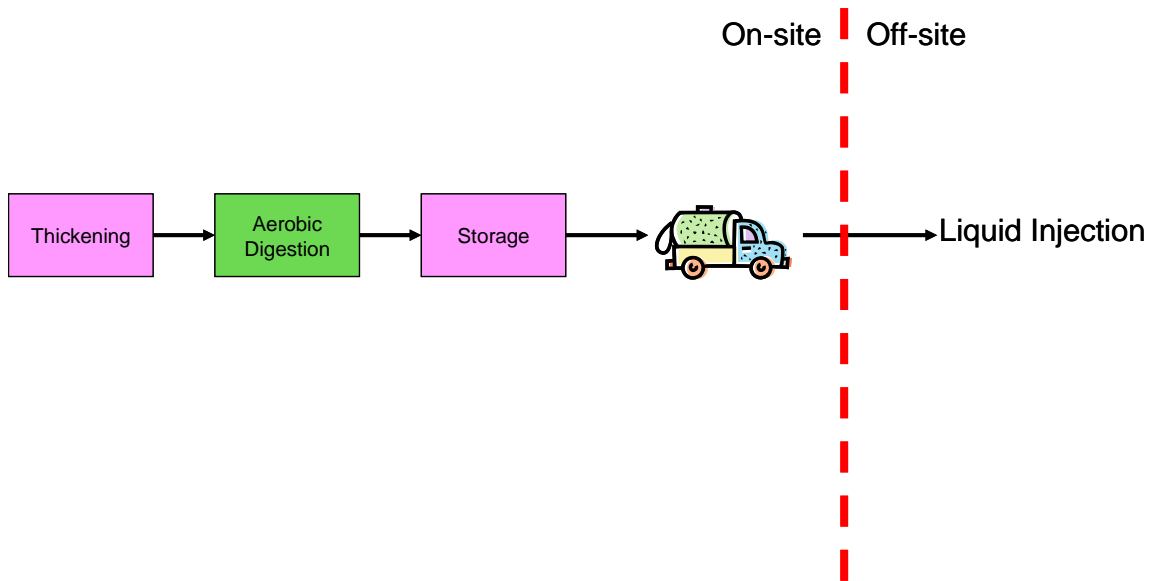 On-site
Off-site
Thickening
Aerobic
Digestion
Storage
Liquid Injection